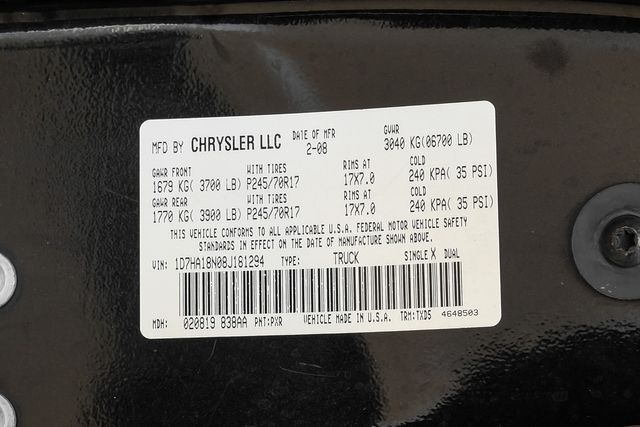 MFD BY CHRYSLER LLC DATE OF MFR 2-08 GVWR 3040 KG(06700 LB)
GAWR FRONT WITH TIRES RIMS AT COLD
1679 KG( 3700 LB) P245/70R17 17X7.0 240 KPA( 35 PSI)
GAWR REAR WITH TIRES RIMS AT COLD
1770 KG( 3900 LB) P245/70R17 17X7.0 240 KPA( 35 PSI)
THIS VEHICLE CONFORMS TO ALL APPLICABLE U.S.A. FEDERAL MOTOR VEHICLE SAFETY
STANDARDS IN EFFECT ON THE DATE OF MANUFACTURE SHOWN ABOVE.
VIN: 1D7HA18N08J181294 TYPE: TRUCK SINGLE X DUAL
MDH: 020819 838AA PNT:PXR VEHICLE MADE IN U.S.A. TRM:TXD5 4648503